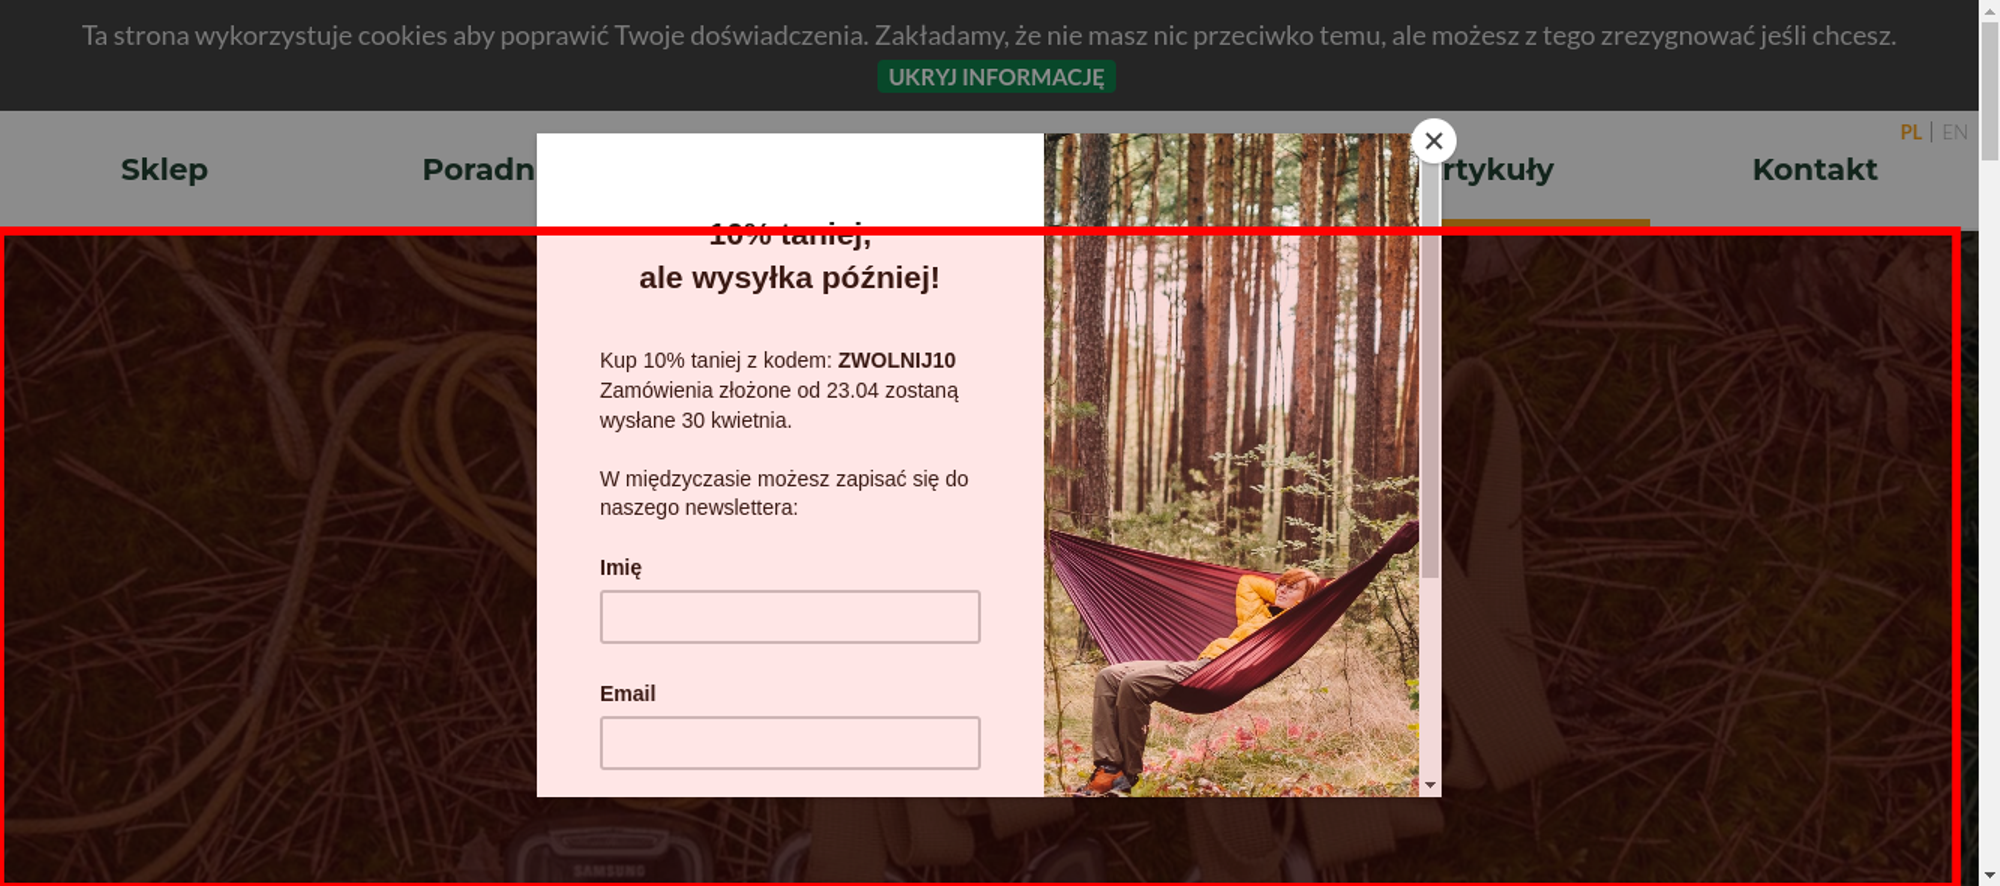 Ta strona wykorzystuje cookies aby poprawić Twoje doświadczenia. Zakładamy, że nie masz nic przeciwko temu, ale możesz z tego zrezygnować jeśli chcesz.
UKRYJ INFORMACJĘ
PL | EN
Sklep
Poradn
rtykuły
Kontakt
10% taniej,
ale wysyłka później!
Kup 10% taniej z kodem: ZWOLNIJ10
Zamówienia złożone od 23.04 zostaną
wysłane 30 kwietnia.
W międzyczasie możesz zapisać się do
naszego newslettera:
Imię
Email
SAMSUNG